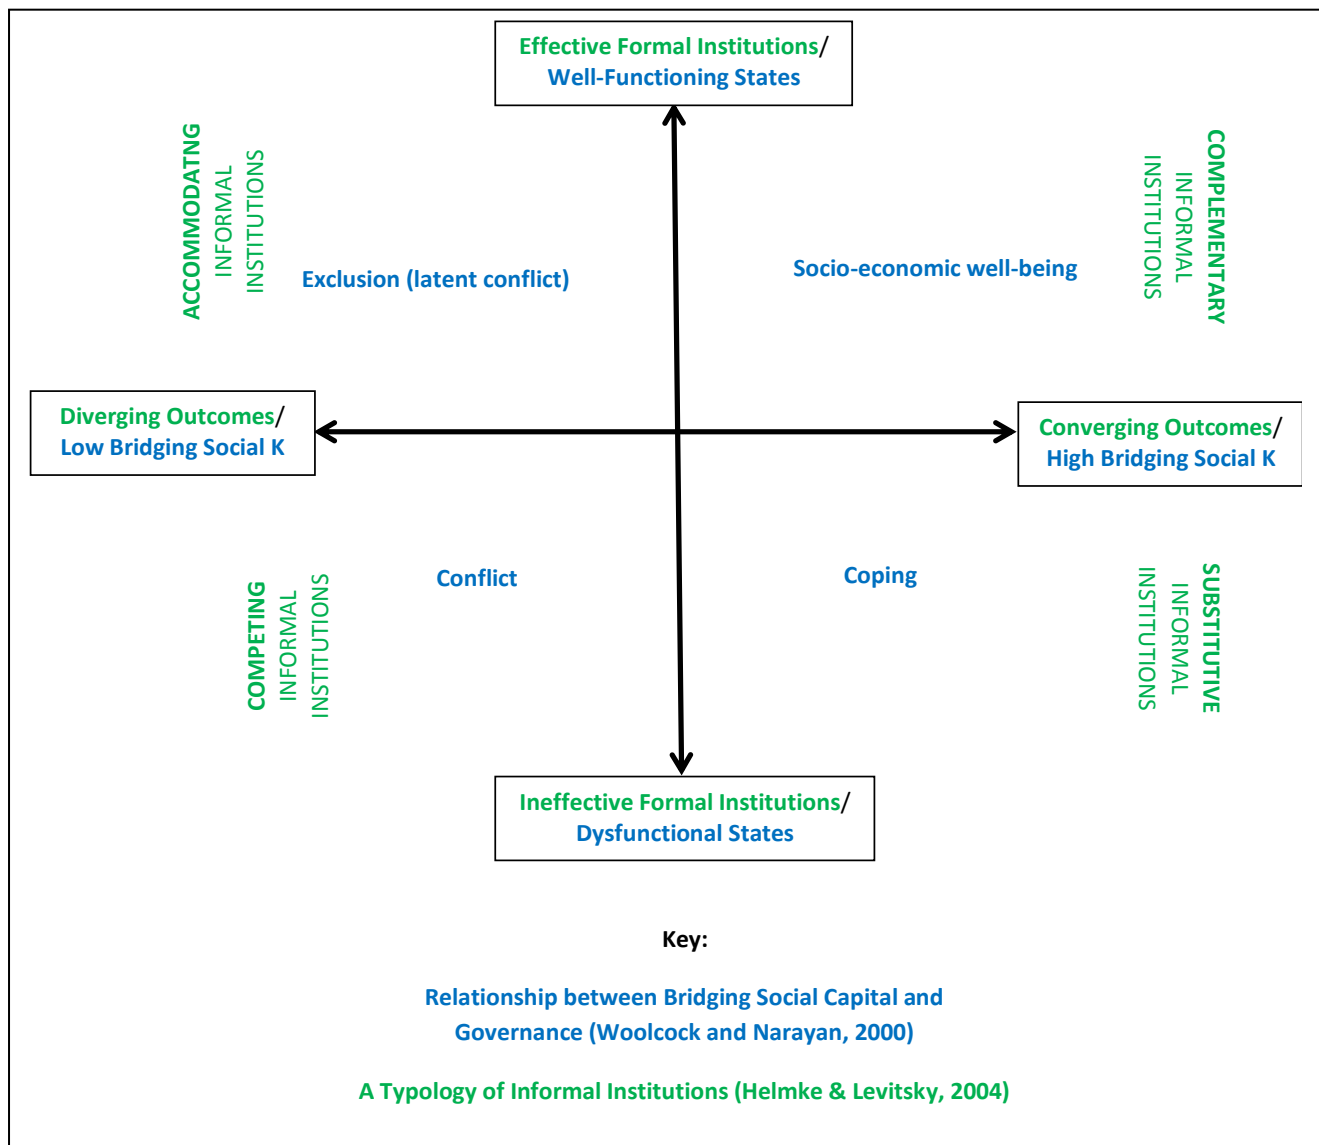 Effective Formal Institutions/
Well-Functioning States
ACCOMMODATNG
INFORMAL
INSTITUTIONS
COMPLEMENTARY
INFORMAL
INSTITUTIONS
Exclusion (latent conflict)
Socio-economic well-being
Diverging Outcomes/
Low Bridging Social K
Converging Outcomes/
High Bridging Social K
COMPETING
INFORMAL
INSTITUTIONS
Conflict
Coping
SUBSTITUTIVE
INFORMAL
INSTITUTIONS
Ineffective Formal Institutions/
Dysfunctional States
Key:
Relationship between Bridging Social Capital and
Governance (Woolcock and Narayan, 2000)
A Typology of Informal Institutions (Helmke & Levitsky, 2004)